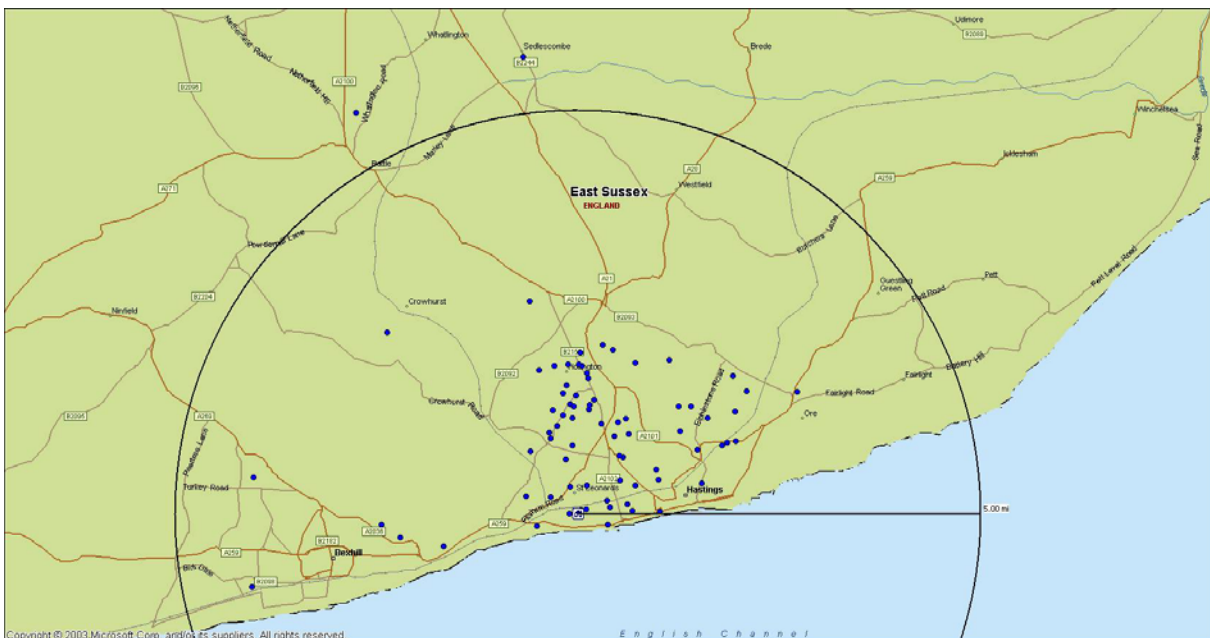 Netherfield Road
Whatlington
Sedlescombe
Udimore
B2089
B2244
Brede
A2100
Netherfield Hill
Whatlington Road
B2096
Winchelsea
Marley Lane
Battle
Sea Road
Icklesham
A28
A259
A271
East Sussex
ENGLAND
Westfield
Butchers Lane
Powdermill Lane
Pett Level Road
A21
Guestling
Green
Pett
B2204
Crowhurst
A2100
Pett Road
Ninfield
B2093
Battery Hill
B2092
Fairlight
Fairlight Road
Crowhurst
Road
Elphinstone Road
B2095
A269
Ore
A2101
Peartree Lane
Turkey Road
A2102
St Leonards
Hastings
Filsham Road
5.00 mi
A259
A2036
B2182
A259
Bexhill
B2098
English Channel
Copyright © 2003 Microsoft Corp. and/or its suppliers. All rights reserved.